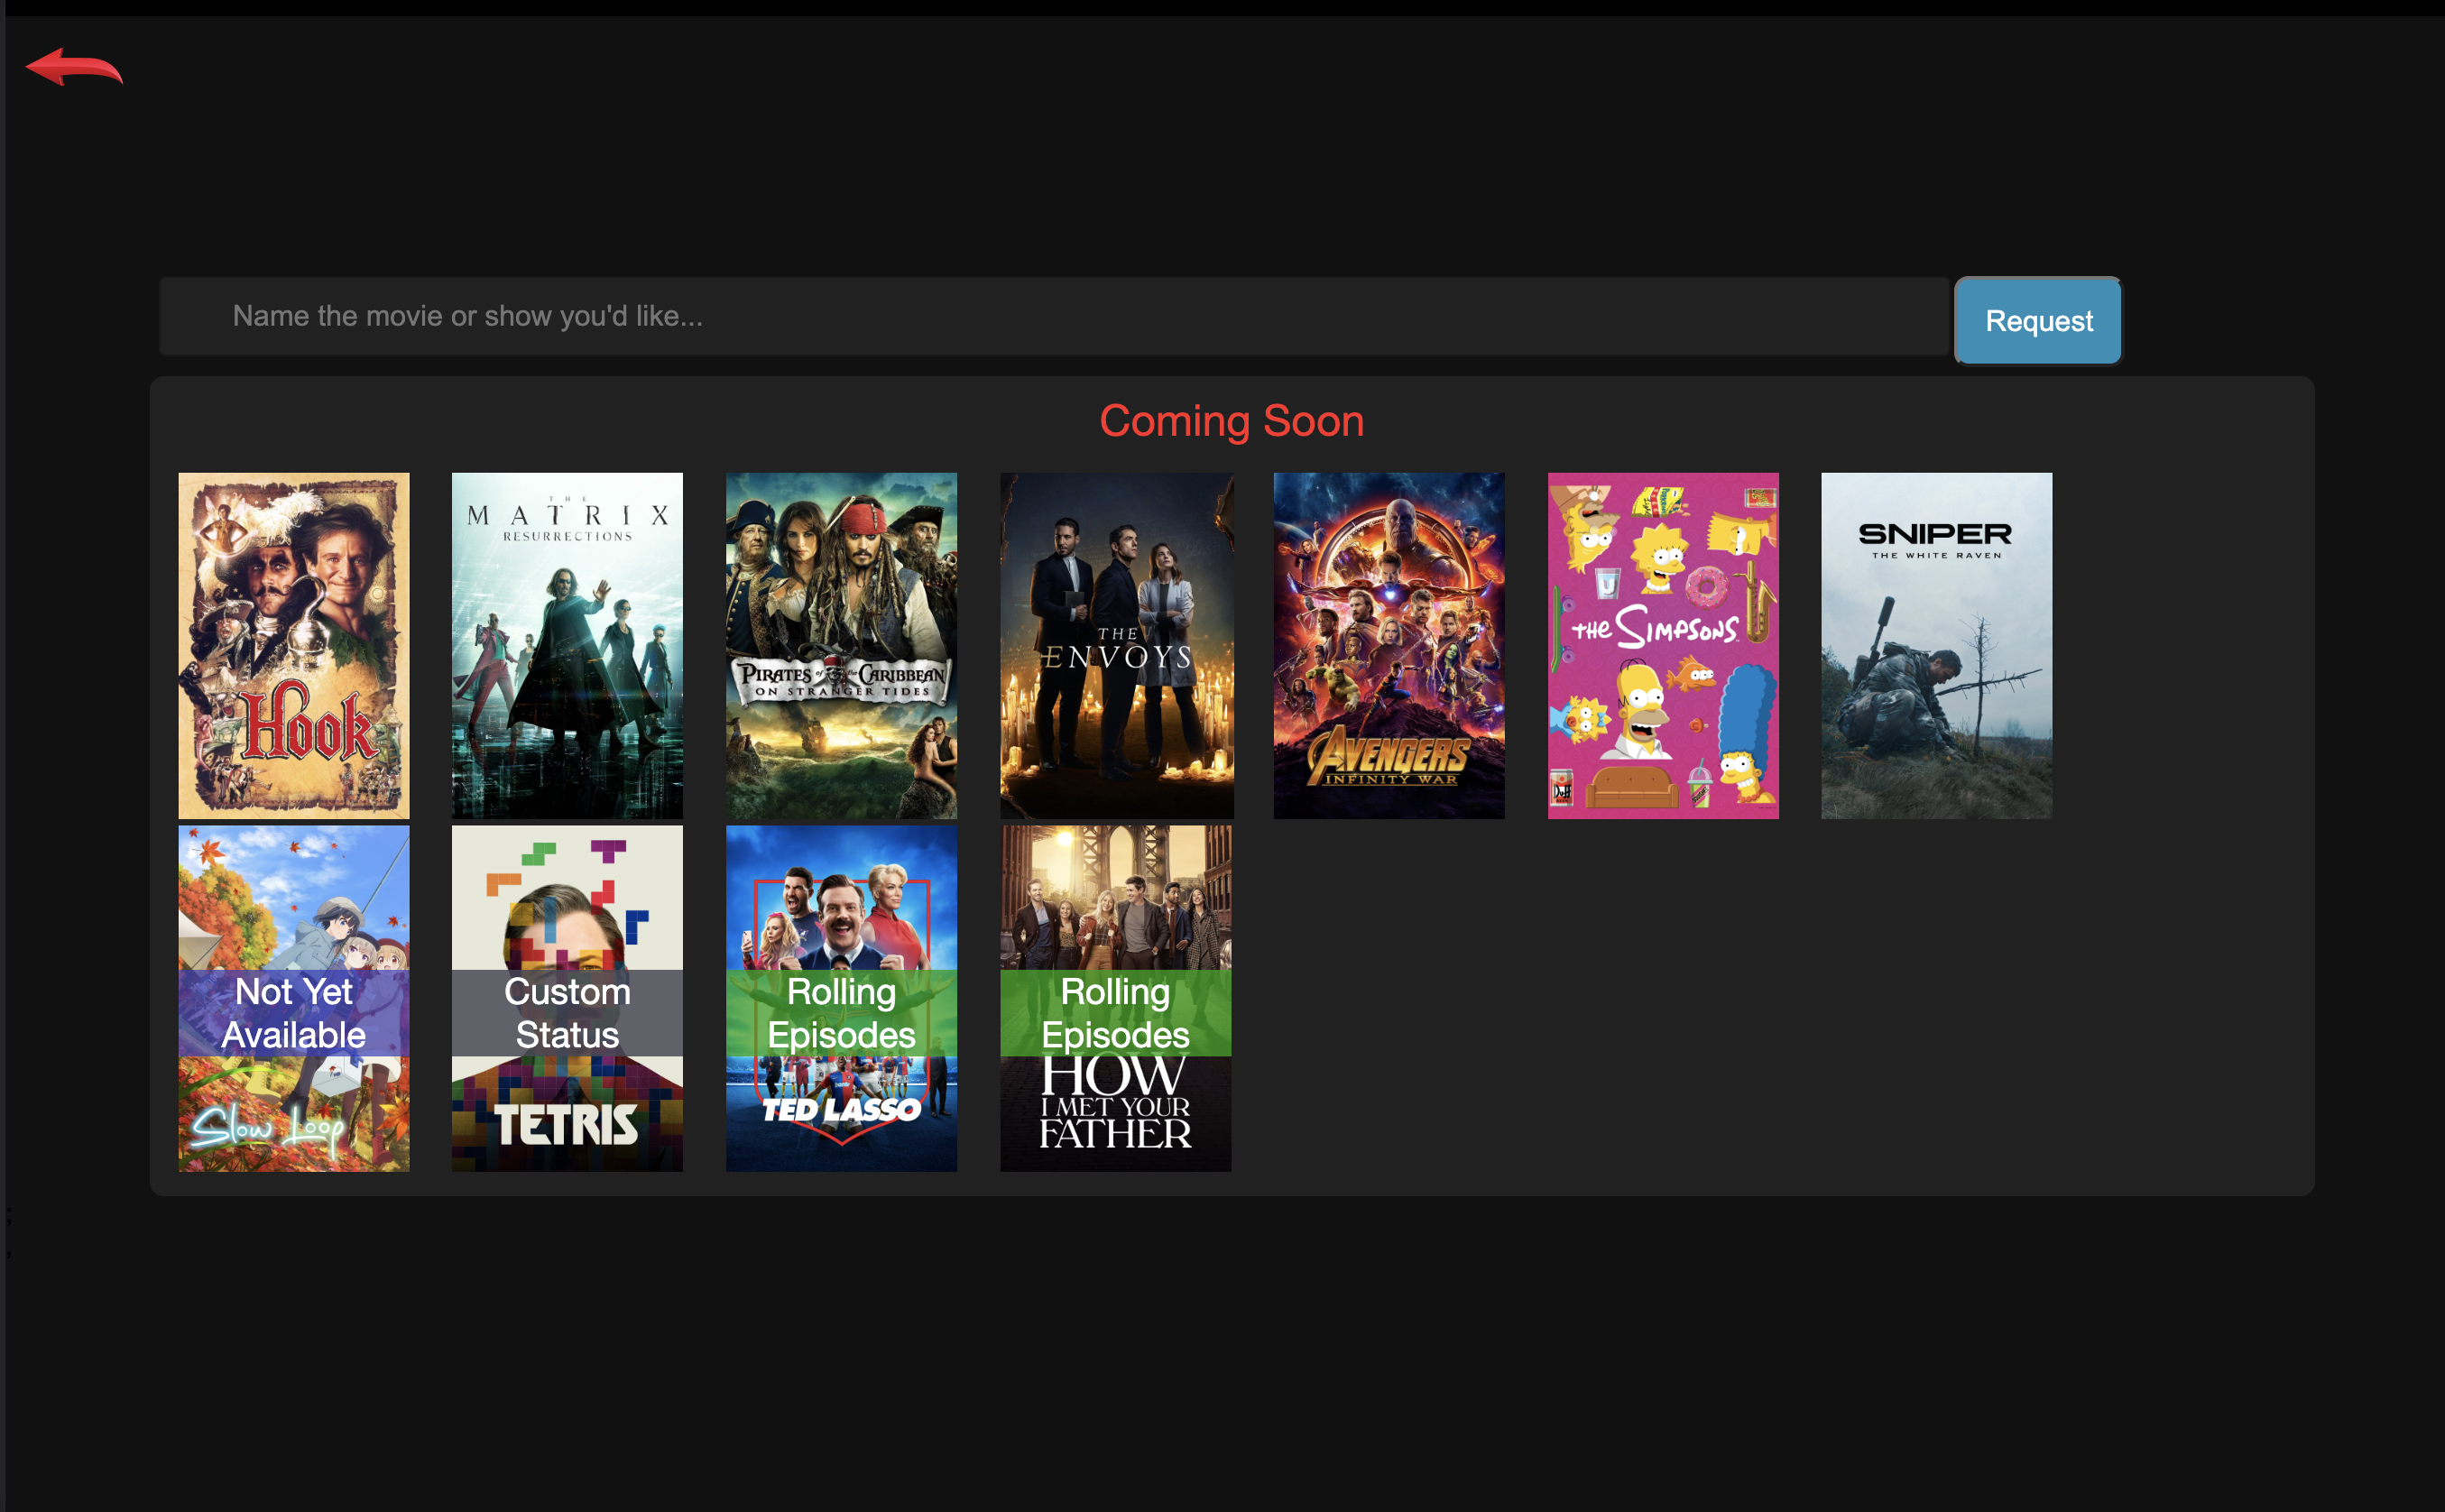 Name the movie or show you'd like...
Request
Coming Soon
Hook
THE
MATRIX
RESURRECTIONS
PIRATES of the CARIBBEAN
ON STRANGER TIDES
THE
ENVOYS
AVENGERS
INFINITY WAR
THE SIMPSONS
Duff
SNIPER
THE WHITE RAVEN
Not Yet
Available
Slow Loop
Custom
Status
TETRIS
Rolling
Episodes
TED LASSO
Rolling
Episodes
HOW
I MET YOUR
FATHER
;
,